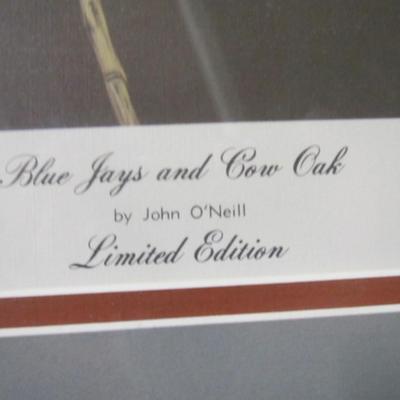 Blue Jays and Cow Oak
by John O'Neill
Limited Edition